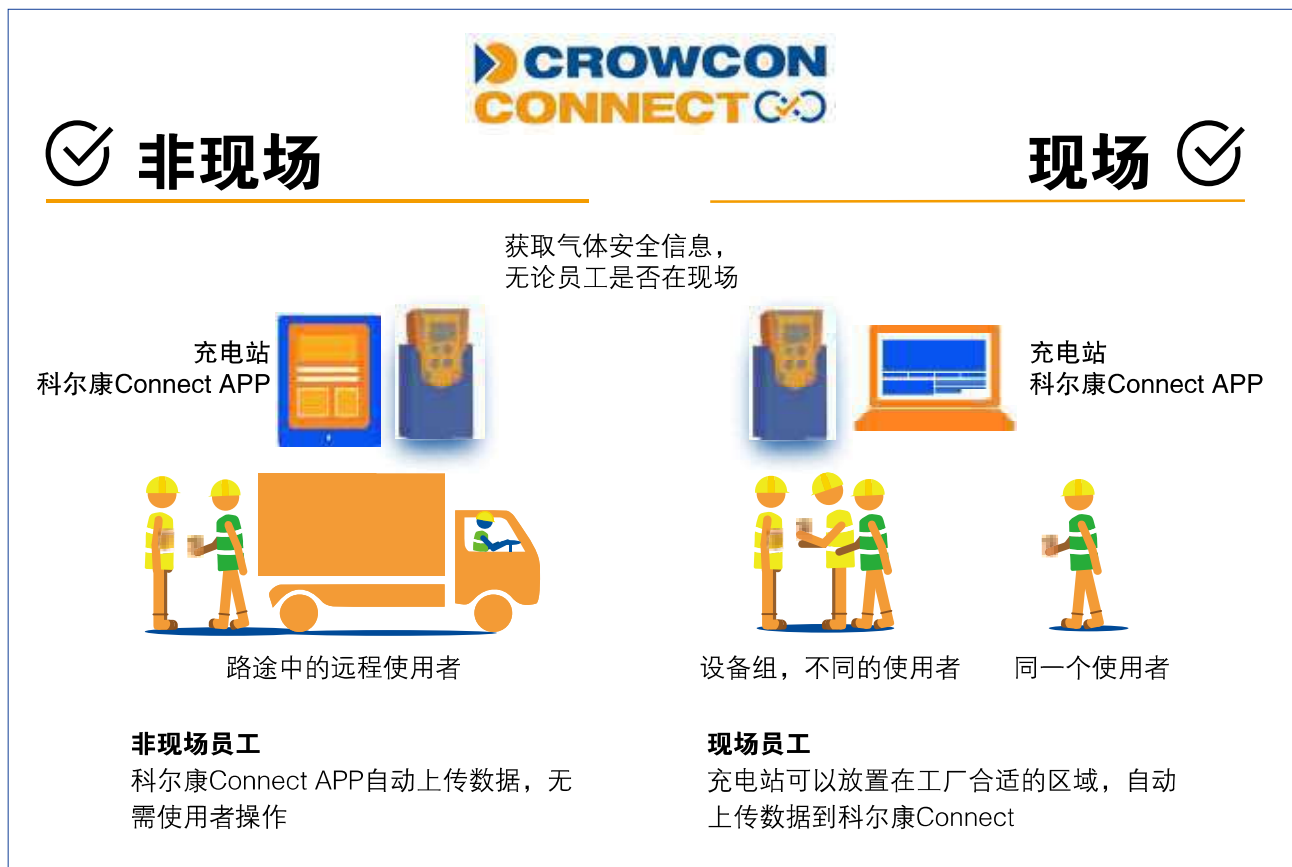 CROWCON
CONNECT
非现场
现场
获取气体安全信息，
无论员工是否在现场
充电站
科尔康Connect APP
充电站
科尔康Connect APP
路途中的远程使用者
设备组，不同的使用者
同一个使用者
非现场员工
科尔康Connect APP自动上传数据，无
需使用者操作
现场员工
充电站可以放置在工厂合适的区域，自动
上传数据到科尔康Connect